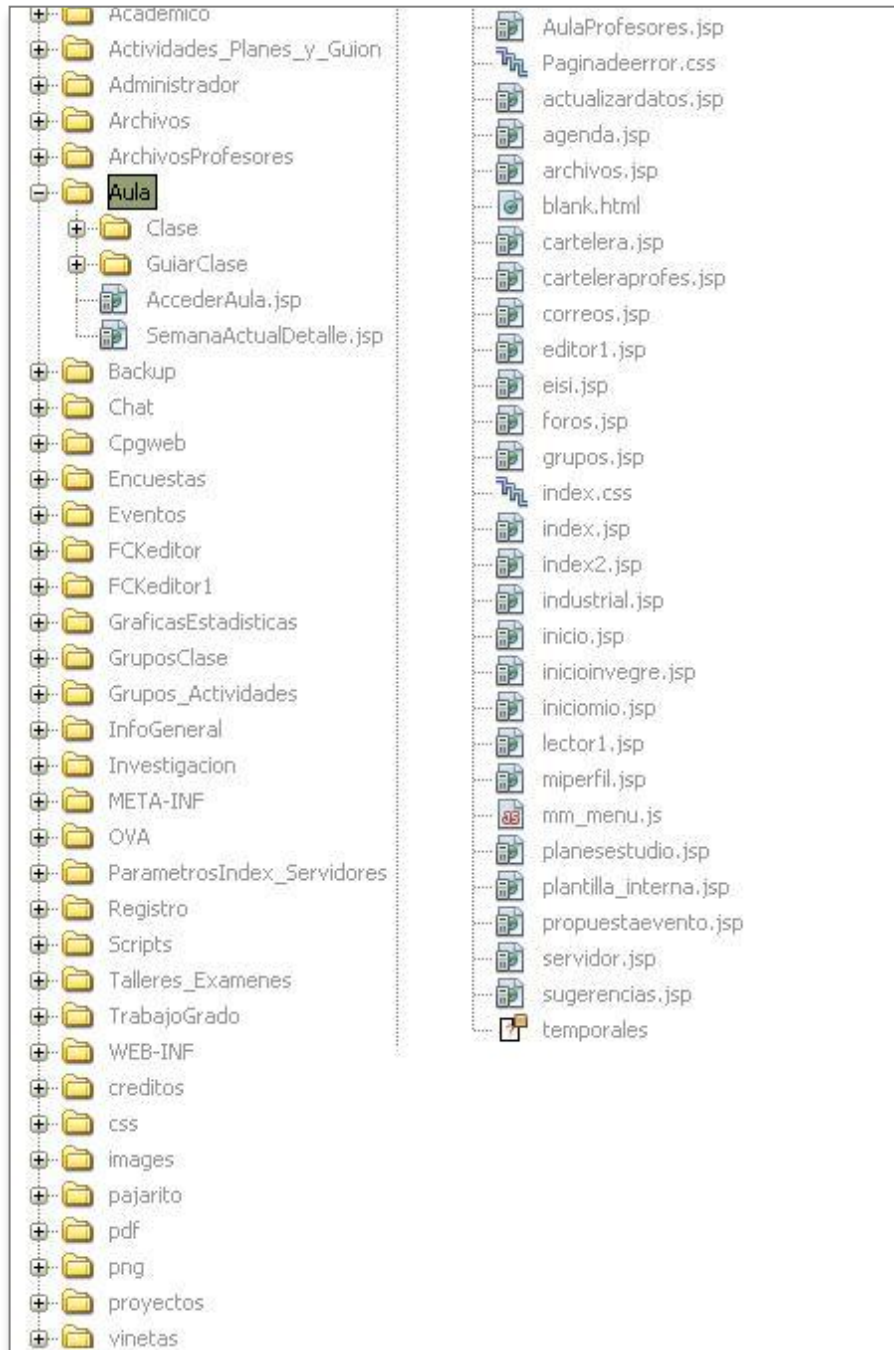 Academico
Actividades_Planes_y_Guion
Administrador
Archivos
ArchivosProfesores
Aula
Clase
GuiarClase
AccederAula.jsp
SemanaActualDetalle.jsp
Backup
Chat
Cpgweb
Encuestas
Eventos
FCKeditor
FCKeditor1
GraficasEstadisticas
GruposClase
Grupos_Actividades
InfoGeneral
Investigacion
META-INF
OVA
ParametrosIndex_Servidores
Registro
Scripts
Talleres_Examenes
TrabajoGrado
WEB-INF
creditos
css
images
pajarito
pdf
png
proyectos
vinetas
AulaProfesores.jsp
Paginadeerror.css
actualizardatos.jsp
agenda.jsp
archivos.jsp
blank.html
cartelera.jsp
carteleraprofes.jsp
correos.jsp
editor1.jsp
eisi.jsp
foros.jsp
grupos.jsp
index.css
index.jsp
index2.jsp
industrial.jsp
inicio.jsp
inicioinvegre.jsp
iniciomio.jsp
lector1.jsp
miperfil.jsp
mm_menu.js
planesestudio.jsp
plantilla_interna.jsp
propuestaevento.jsp
servidor.jsp
sugerencias.jsp
temporales